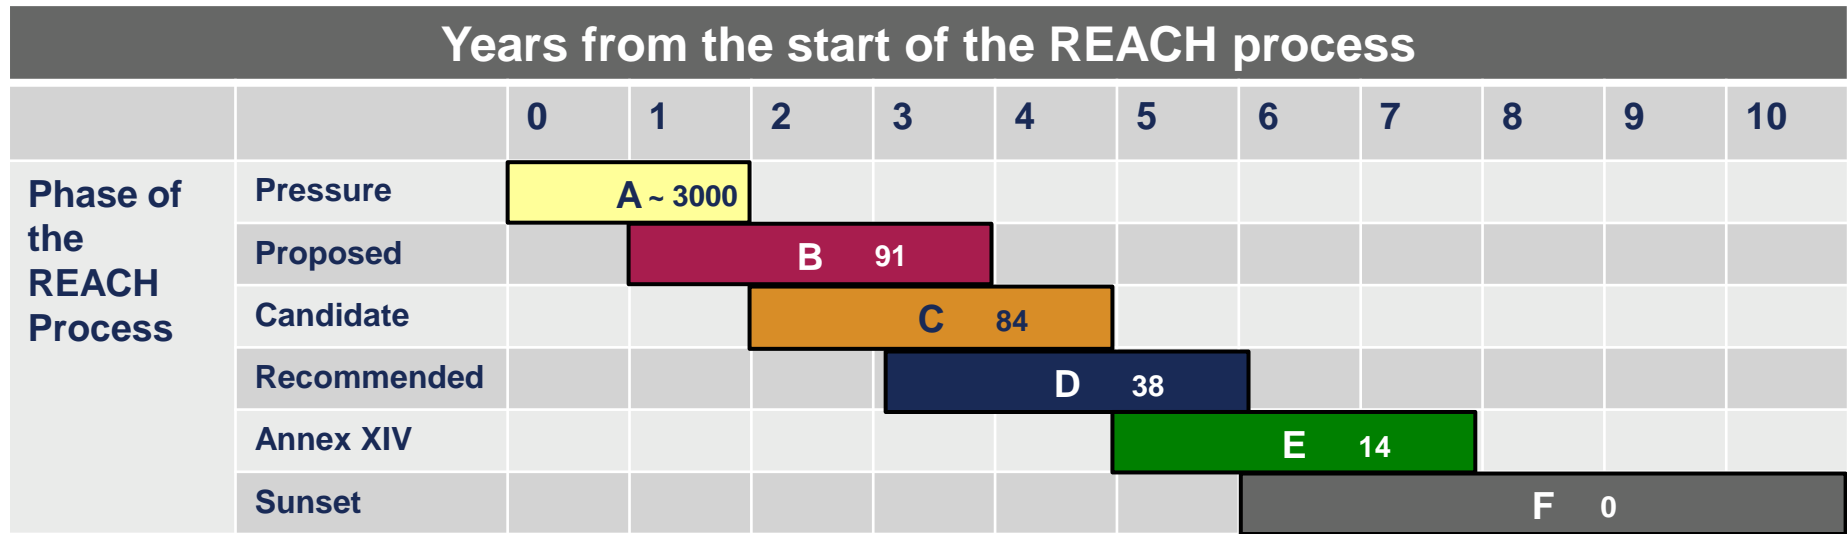 Years from the start of the REACH process
0 1 2 3 4 5 6 7 8 9 10
Phase of
the
REACH
Process
Pressure
A ~ 3000
Proposed
B 91
Candidate
C 84
Recommended
D 38
Annex XIV
E 14
Sunset
F 0